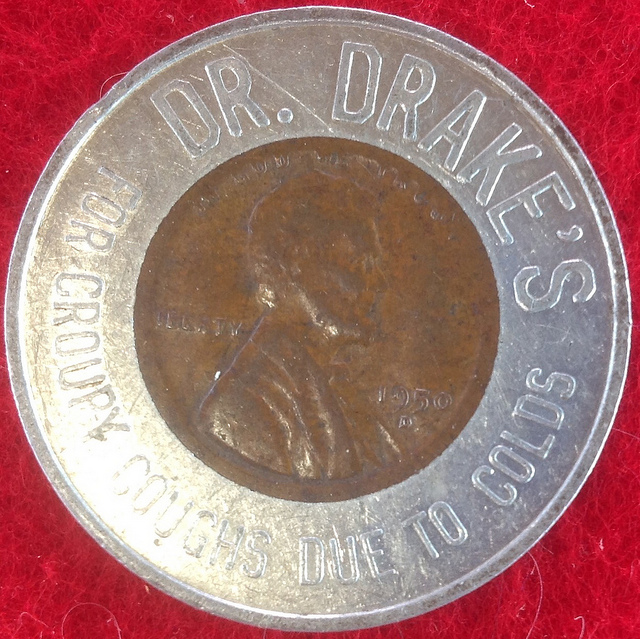 DR. DRAKE'S
FOR CROUPY COUGHS DUE TO COLDS
LIBERTY
1950
D